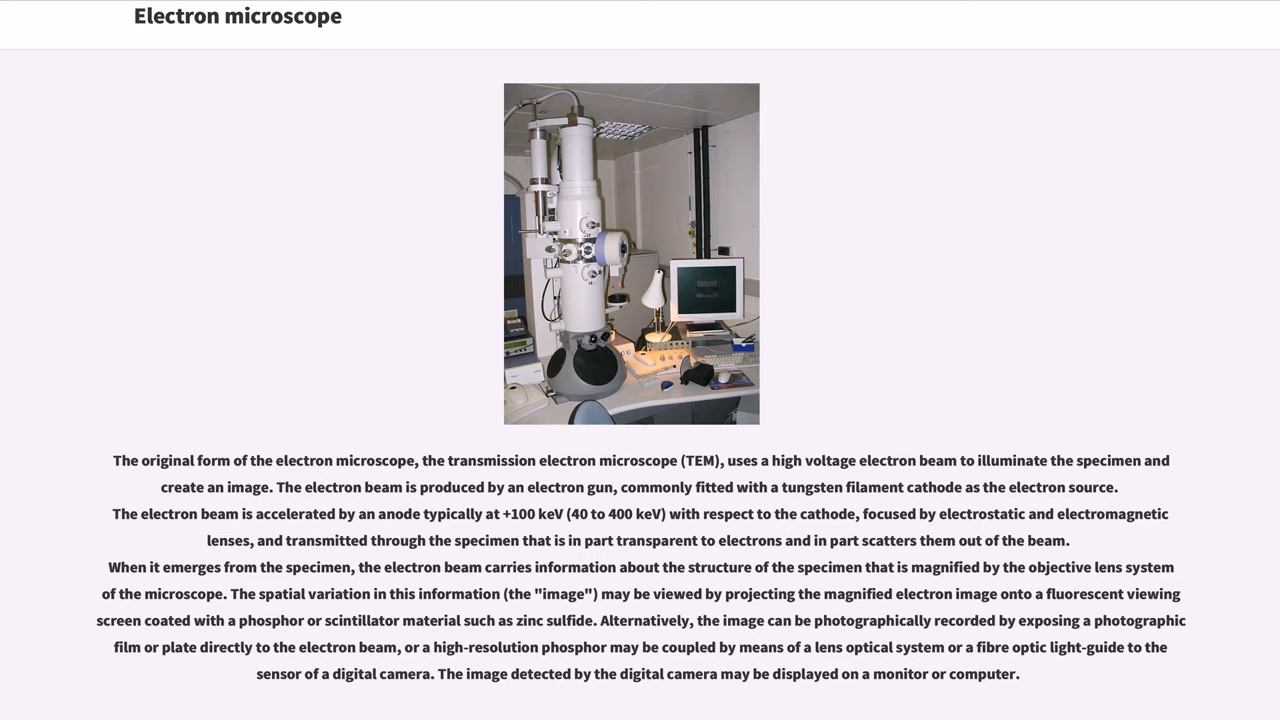 Electron microscope
The original form of the electron microscope, the transmission electron microscope (TEM), uses a high voltage electron beam to illuminate the specimen and
create an image. The electron beam is produced by an electron gun, commonly fitted with a tungsten filament cathode as the electron source.
The electron beam is accelerated by an anode typically at +100 keV (40 to 400 keV) with respect to the cathode, focused by electrostatic and electromagnetic
lenses, and transmitted through the specimen that is in part transparent to electrons and in part scatters them out of the beam.
When it emerges from the specimen, the electron beam carries information about the structure of the specimen that is magnified by the objective lens system
of the microscope. The spatial variation in this information (the "image") may be viewed by projecting the magnified electron image onto a fluorescent viewing
screen coated with a phosphor or scintillator material such as zinc sulfide. Alternatively, the image can be photographically recorded by exposing a photographic
film or plate directly to the electron beam, or a high-resolution phosphor may be coupled by means of a lens optical system or a fibre optic light-guide to the
sensor of a digital camera. The image detected by the digital camera may be displayed on a monitor or computer.